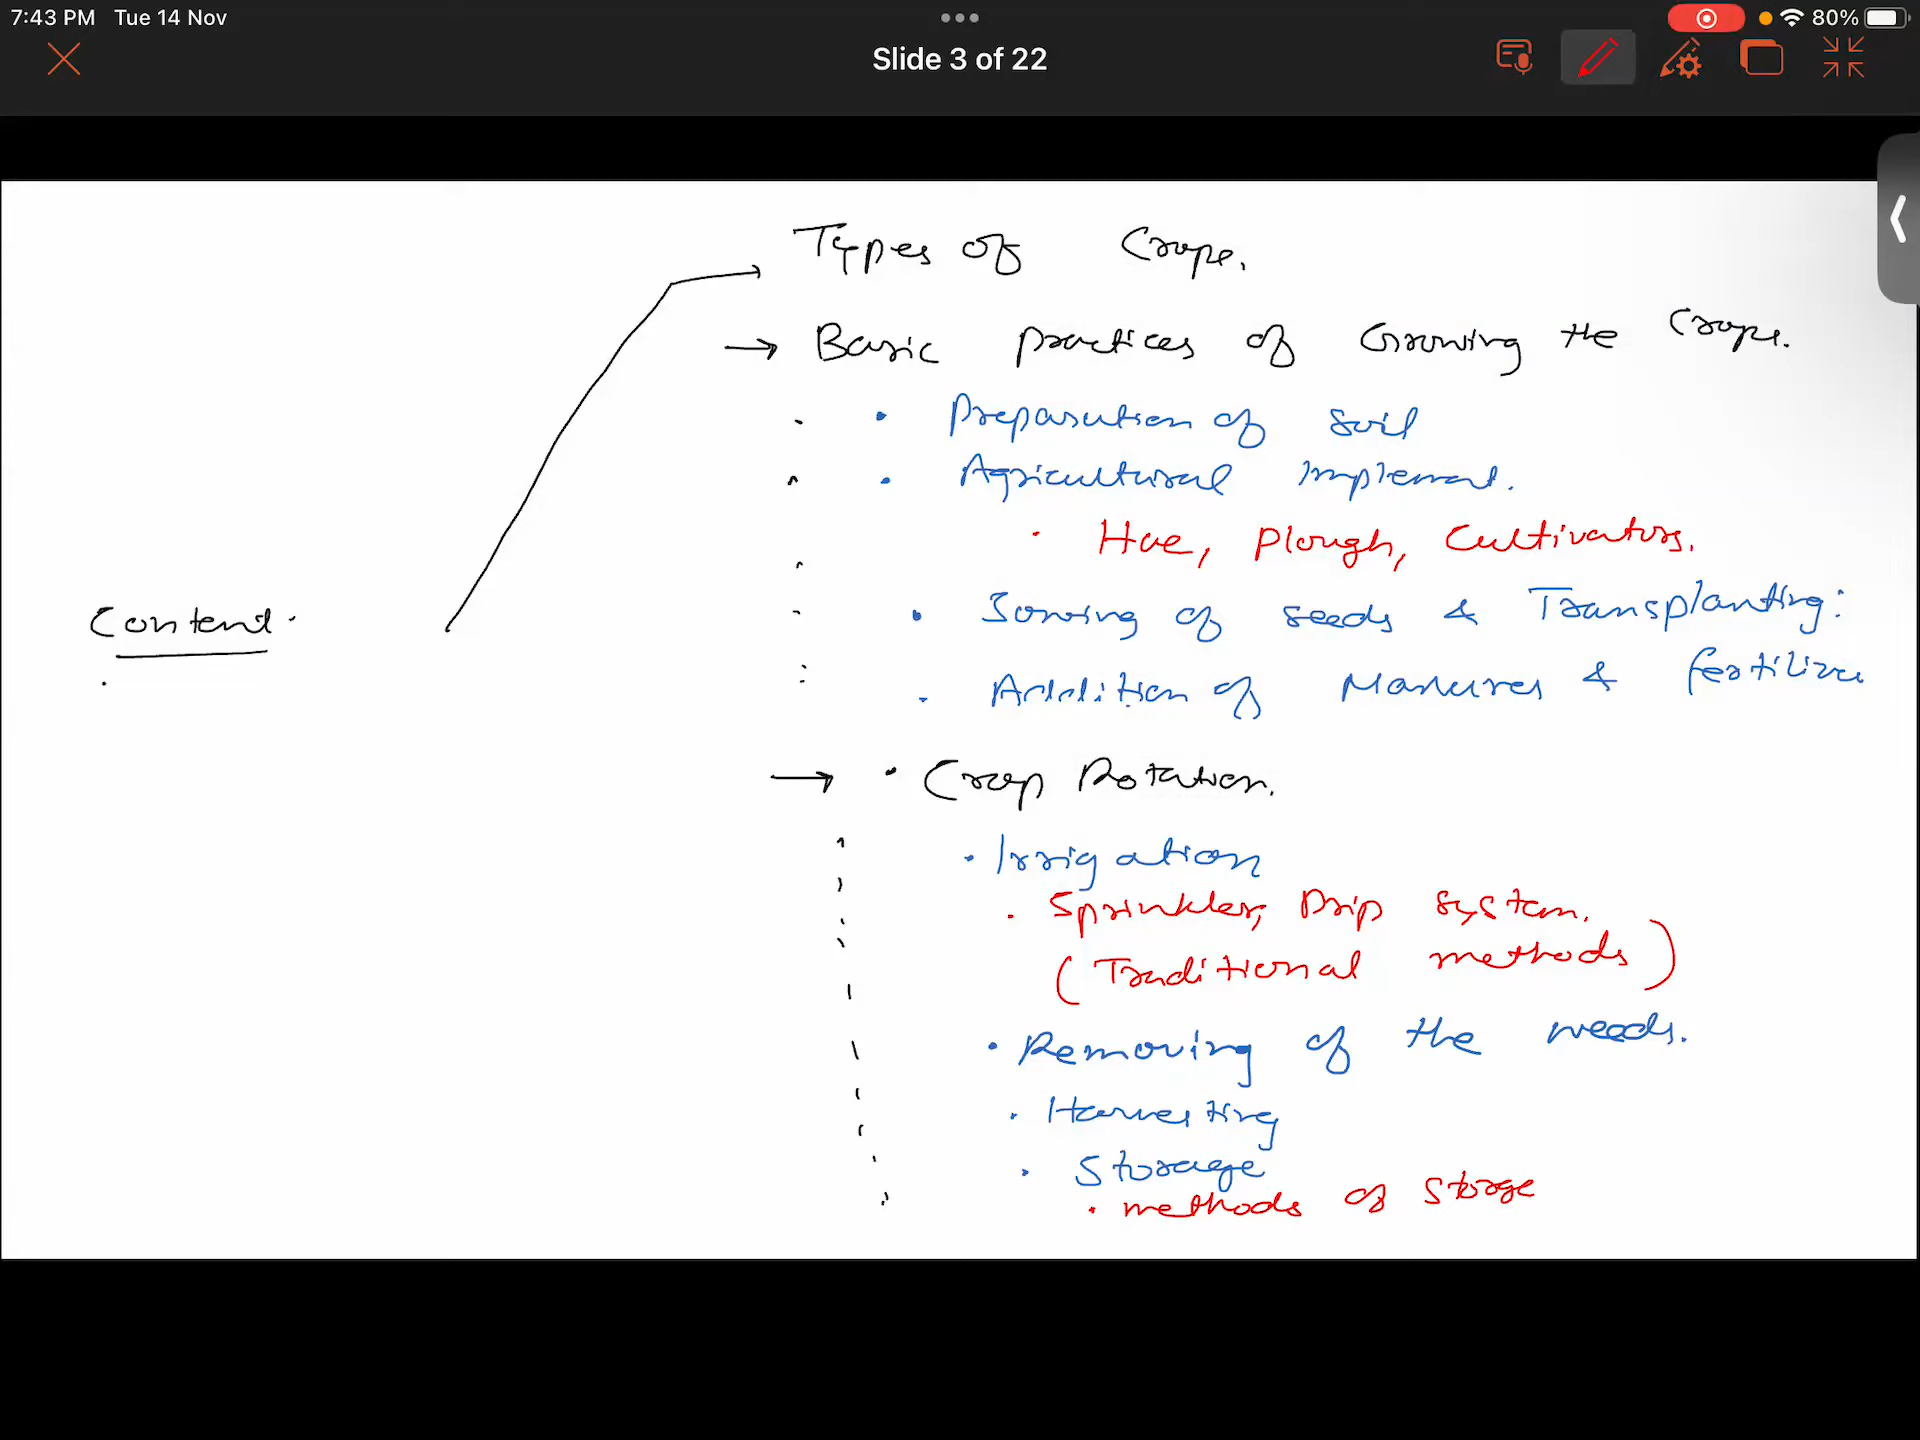 7:43 PM Tue 14 Nov
80%
Slide 3 of 22
Types of Crops.
Basic practices of Growing the Crops.
Preparation of Soil
Agricultural Implement.
Hoe, Plough, Cultivators.
Sowing of seeds & Transplanting:
Content.
Addition of Manures & fertilizer
Crop Rotation.
Irrigation
Sprinkler, Drip System.
(Traditional methods)
Removing of the weeds.
Harvesting
Storage
methods of Storge